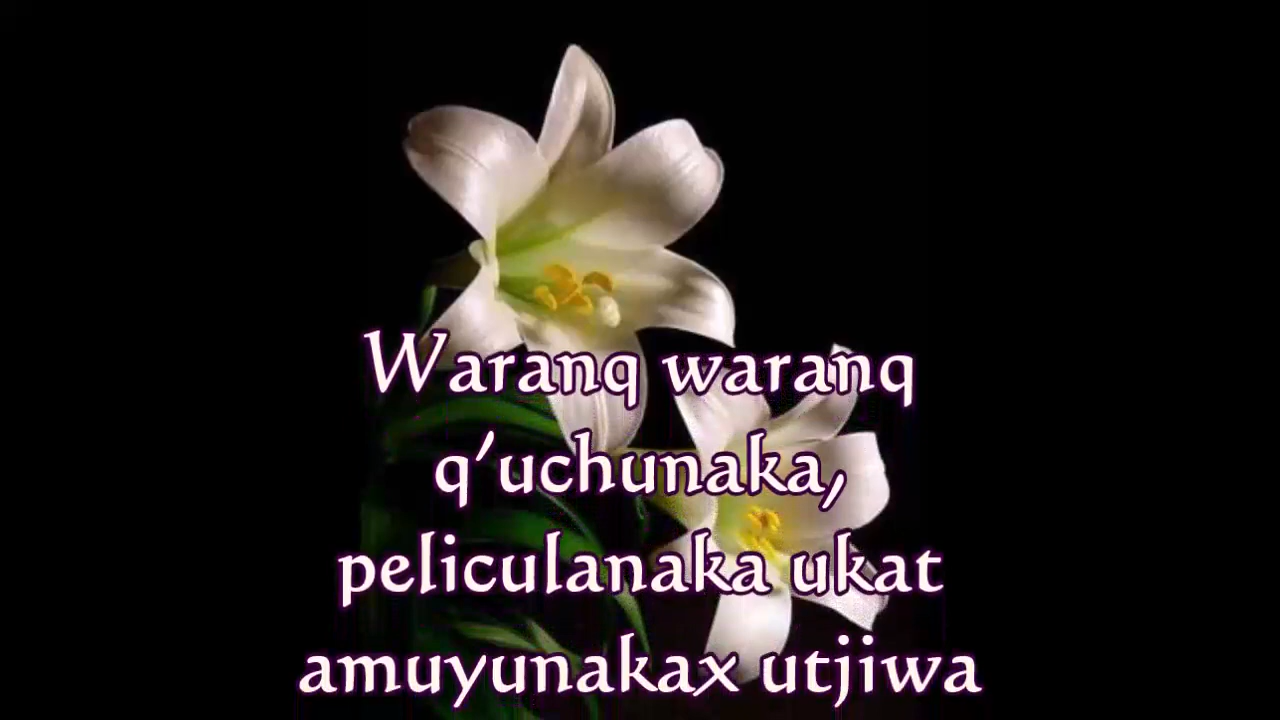 Waranq waranq
q'uchunaka,
peliculanaka ukat
amuyunakax utjiwa